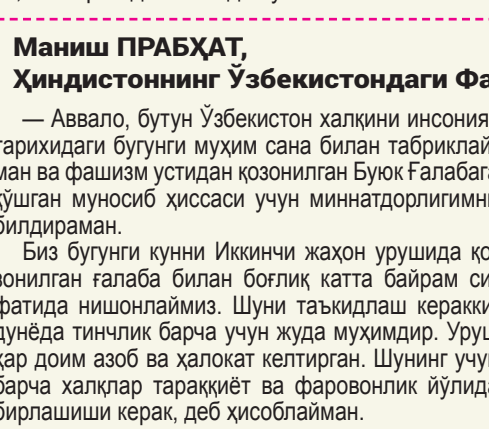 Маниш ПРАБҲАТ,
Ҳиндистоннинг Ўзбекистондаги Фа
— Аввало, бутун Ўзбекистон халқини инсония
тарихидаги бугунги муҳим сана билан табриклай
ман ва фашизм устидан қозонилган Буюк Ғалабага
қўшган муносиб ҳиссаси учун миннатдорлигимни
билдираман.
Биз бугунги кунни Иккинчи жаҳон урушида қо
зонилган ғалаба билан боғлиқ катта байрам си
фатида нишонлаймиз. Шуни таъкидлаш керакки
дунёда тинчлик барча учун жуда муҳимдир. Уруш
ҳар доим азоб ва ҳалокат келтирган. Шунинг учун
барча халқлар тараққиёт ва фаровонлик йўлида
бирлашиши керак, деб ҳисоблайман.